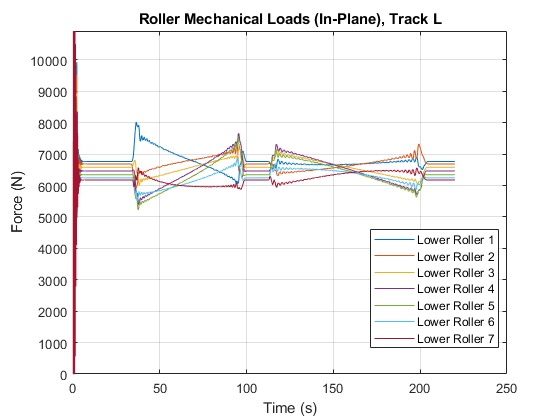 Roller Mechanical Loads (In-Plane), Track L
Force (N)
10000
9000
8000
7000
6000
5000
4000
3000
2000
1000
0
0 50 100 150 200 250
Time (s)
Lower Roller 1
Lower Roller 2
Lower Roller 3
Lower Roller 4
Lower Roller 5
Lower Roller 6
Lower Roller 7